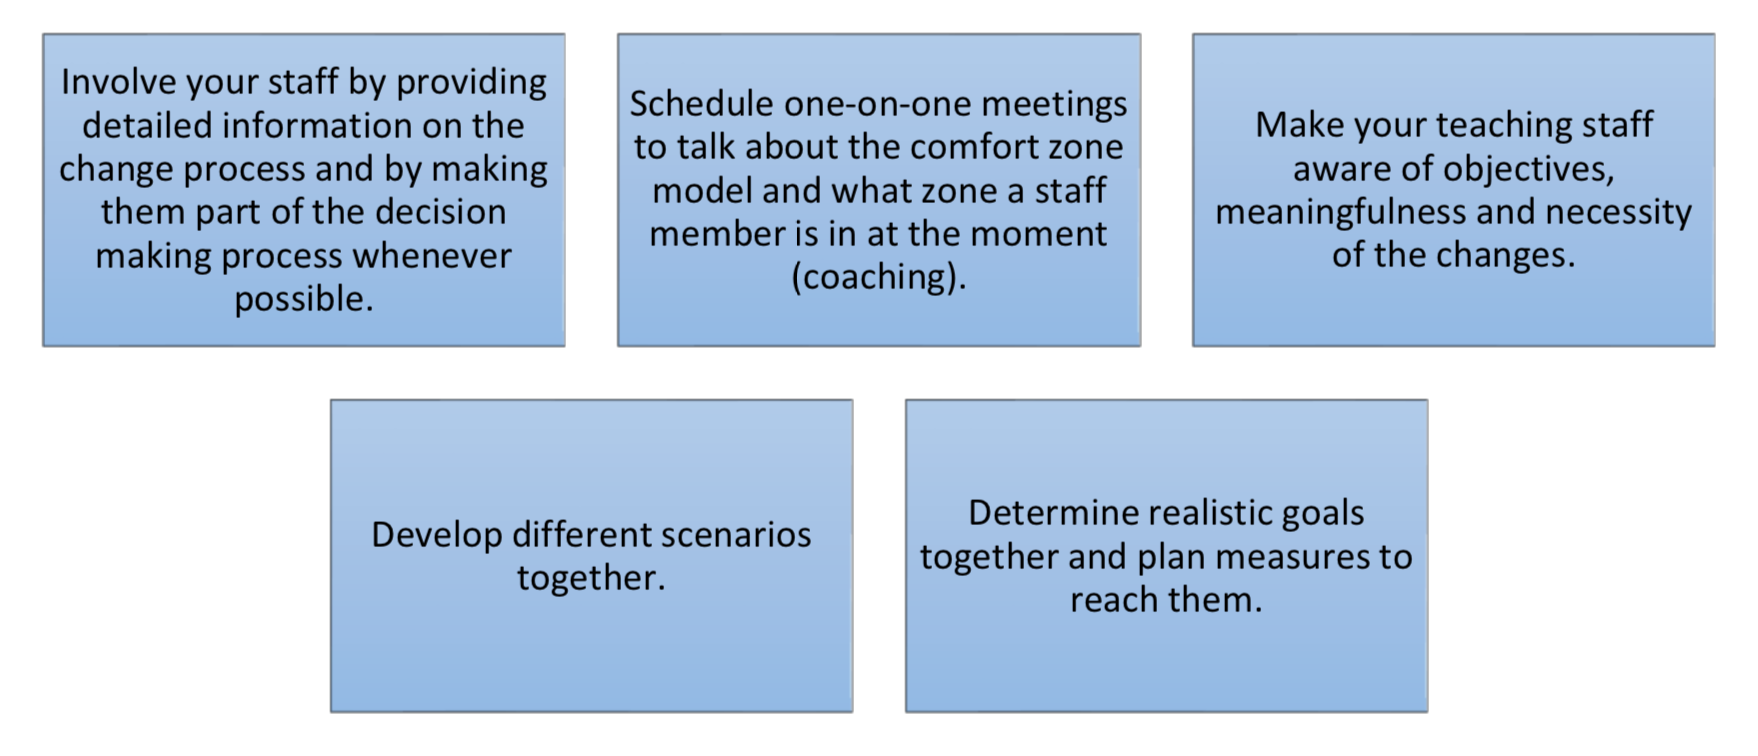 Involve your staff by providing
detailed information on the
change process and by making
them part of the decision
making process whenever
possible.
Schedule one-on-one meetings
to talk about the comfort zone
model and what zone a staff
member is in at the moment
(coaching).
Make your teaching staff
aware of objectives,
meaningfulness and necessity
of the changes.
Develop different scenarios
together.
Determine realistic goals
together and plan measures to
reach them.